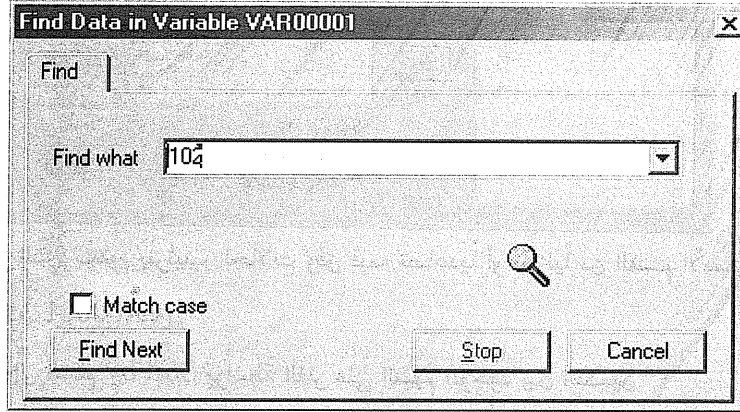 Find Data in Variable VAR00001
Find
Find what
Match case
Find Next Stop Cancel